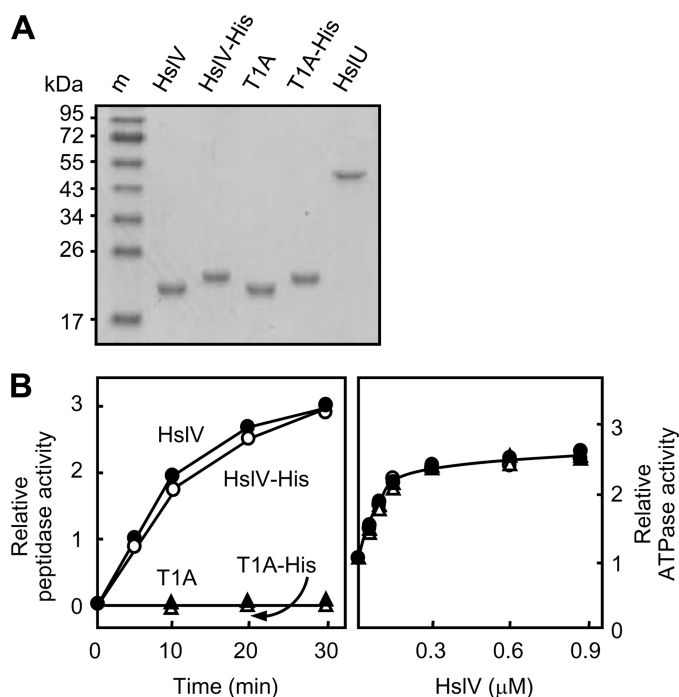 A
kDa m HslV HslV-His T1A T1A-His HslU
95
72
55
43
34
26
17
B
Relative peptidase activity
3
2
1
0
HslV
HslV-His
T1A
T1A-His
0 10 20 30
Time (min)
3
2
1
0
Relative ATPase activity
0.3 0.6 0.9
HslV (μM)